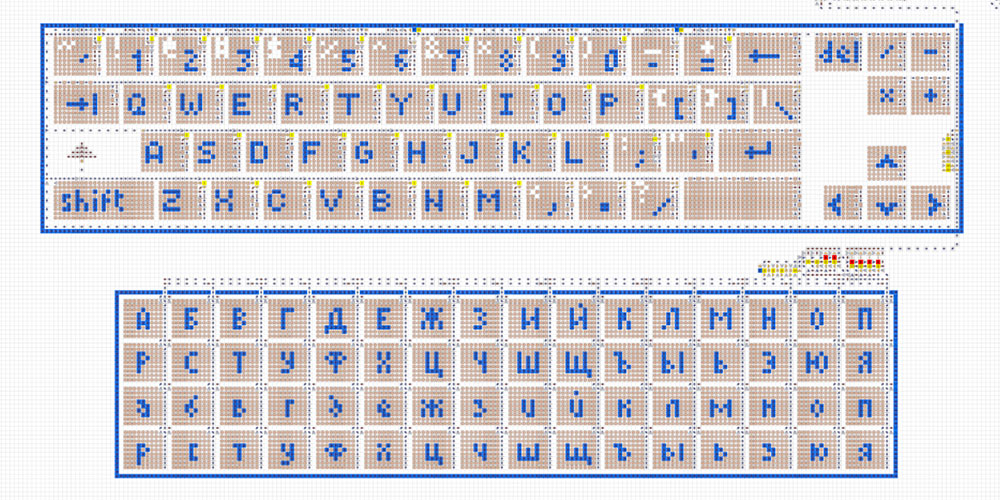 ~ ` ! 1 @ 2 # 3 $ 4 % 5 ^ 6 & 7 * 8 ( 9 ) 0 _ - + = ← del / -
→| Q W E R T Y U I O P { [ } ] | \ × +
A S D F G H J K L : ; " ' ↵ ^
shift Z X C V B N M < , > . ? / < v >
А Б В Г Д Е Ж З И Й К Л М Н О П
Р С Т У Ф Х Ц Ч Ш Щ Ъ Ы Ь Э Ю Я
а б в г д е ж з и й к л м н о п
р с т у ф х ц ч ш щ ъ ы ь э ю я